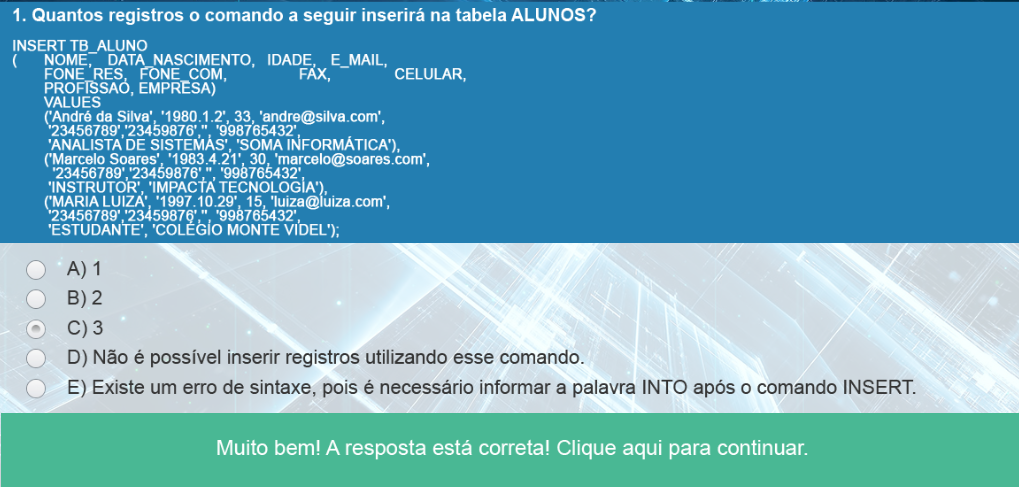 1. Quantos registros o comando a seguir inserirá na tabela ALUNOS?
INSERT TB_ALUNO
( NOME, DATA_NASCIMENTO, IDADE, E_MAIL,
FONE_RES, FONE_COM, FAX, CELULAR,
PROFISSAO, EMPRESA)
VALUES
('André da Silva', '1980.1.2', 33, 'andre@silva.com',
'23456789','23459876','', '998765432',
'ANALISTA DE SISTEMAS', 'SOMA INFORMÁTICA'),
('Marcelo Soares', '1983.4.21', 30, 'marcelo@soares.com',
'23456789','23459876','', '998765432',
'INSTRUTOR', 'IMPACTA TECNOLOGIA'),
('MARIA LUIZA', '1997.10.29', 15, 'luiza@luiza.com',
'23456789','23459876','', '998765432',
'ESTUDANTE', 'COLÉGIO MONTE VIDEL');
A) 1
B) 2
C) 3
D) Não é possível inserir registros utilizando esse comando.
E) Existe um erro de sintaxe, pois é necessário informar a palavra INTO após o comando INSERT.
Muito bem! A resposta está correta! Clique aqui para continuar.